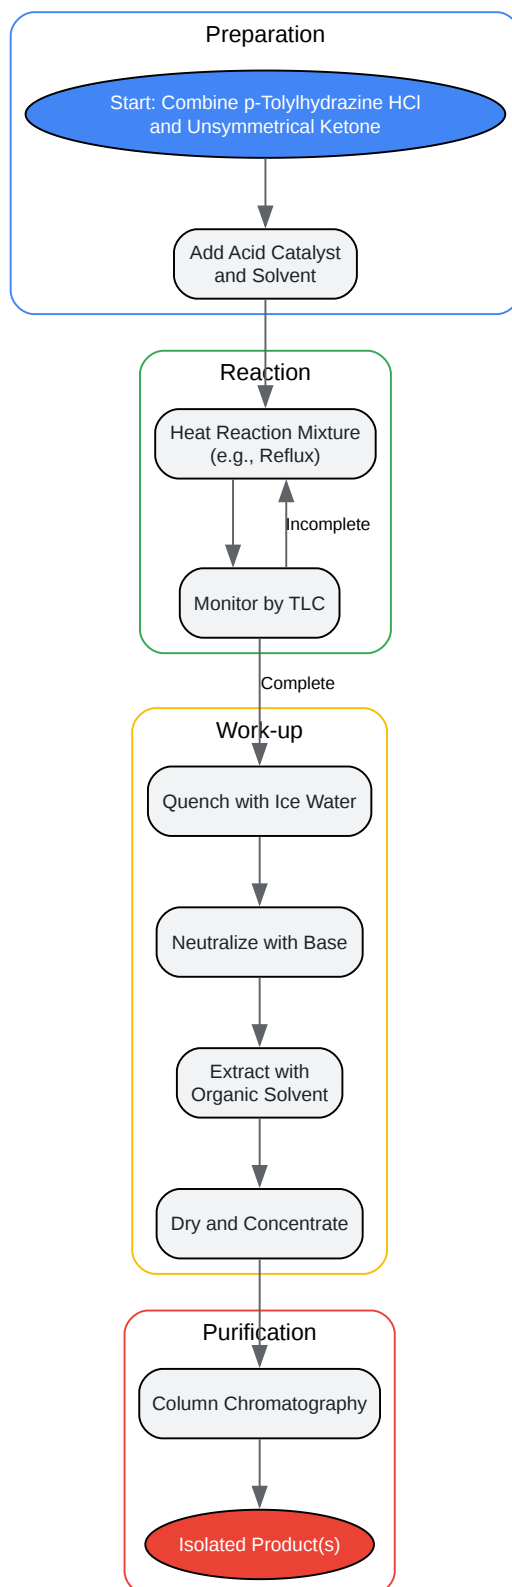 Preparation
Start: Combine p-Tolylhydrazine HCl
and Unsymmetrical Ketone
Add Acid Catalyst
and Solvent
Reaction
Heat Reaction Mixture
(e.g., Reflux)
Incomplete
Monitor by TLC
Complete
Work-up
Quench with Ice Water
Neutralize with Base
Extract with
Organic Solvent
Dry and Concentrate
Purification
Column Chromatography
Isolated Product(s)